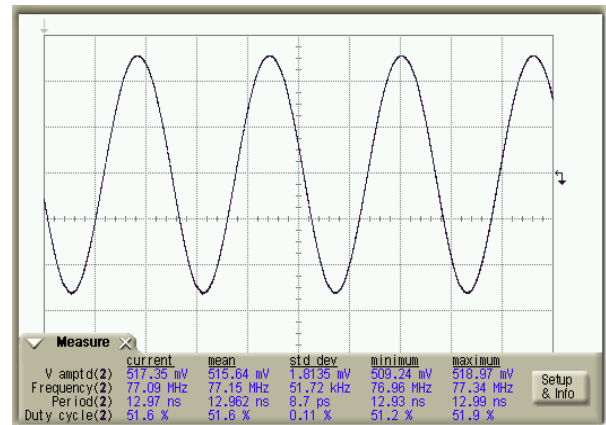 Measure
current mean std dev minimum maximum
V amptd(2) 517.35 mV 515.64 mV 1.8135 mV 509.24 mV 518.97 mV
Frequency(2) 77.09 MHz 77.15 MHz 51.72 kHz 76.96 MHz 77.34 MHz
Period(2) 12.97 ns 12.962 ns 8.7 ps 12.93 ns 12.99 ns
Duty cycle(2) 51.6 % 51.6 % 0.11 % 51.2 % 51.9 %
Setup
& Info